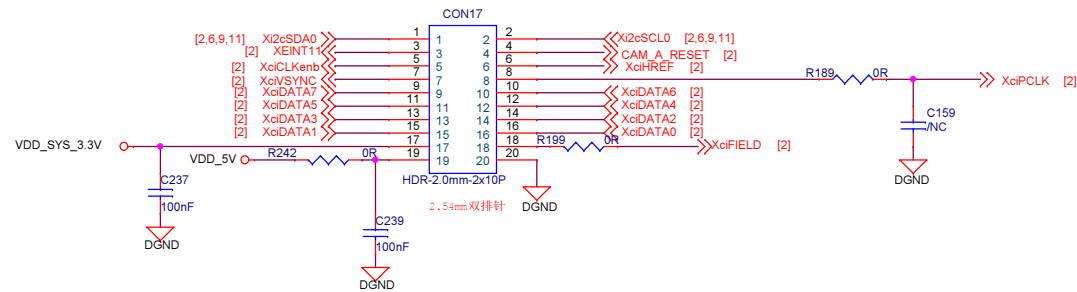 CON17
[2,6,9,11] Xi2cSDA0 1 1 2 2 Xi2cSCL0 [2,6,9,11]
[2] XEINT11 3 3 4 4 CAM_A_RESET [2]
[2] XciCLKenb 5 5 6 6 XciHREF [2]
[2] XciVSYNC 7 7 8 8 R189 0R XciPCLK [2]
[2] XciDATA7 9 9 10 10 XciDATA6 [2]
[2] XciDATA5 11 11 12 12 XciDATA4 [2]
[2] XciDATA3 13 13 14 14 XciDATA2 [2]
[2] XciDATA1 15 15 16 16 XciDATA0 [2]
VDD_SYS_3.3V 17 17 18 18 R199 0R XciFIELD [2]
VDD_5V R242 0R 19 19 20 20
HDR-2.0mm-2x10P
2.54mm双排针
C159
/NC
DGND
C237
100nF
DGND
C239
100nF
DGND
DGND